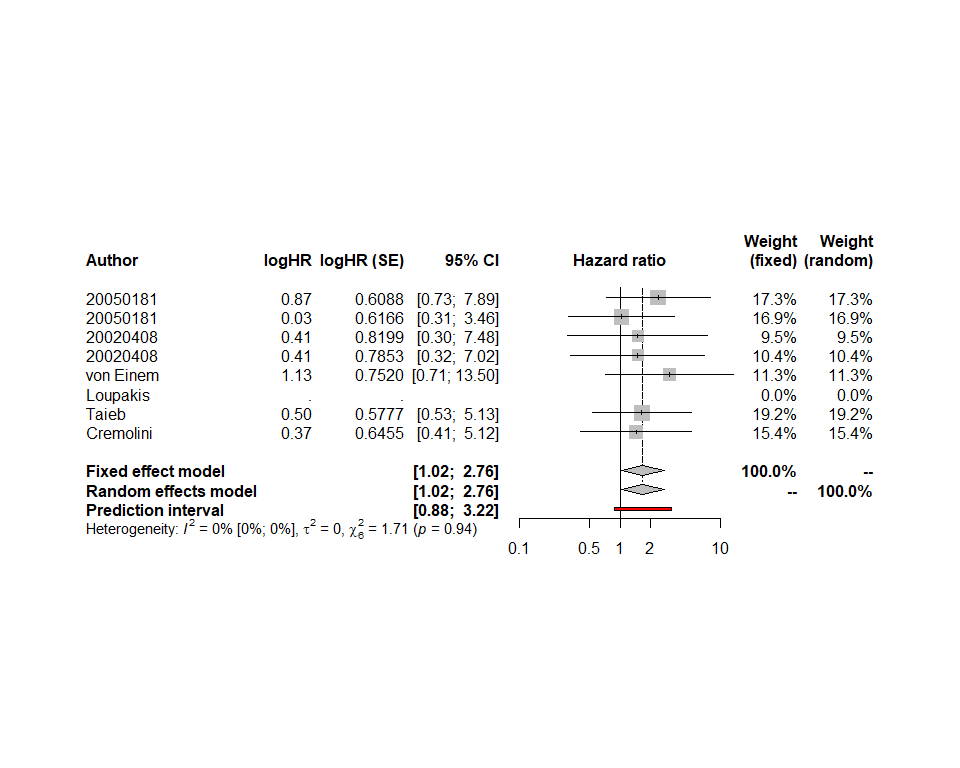 Weight Weight
Author logHR logHR (SE) 95% CI Hazard ratio (fixed) (random)
20050181 0.87 0.6088 [0.73; 7.89] 17.3% 17.3%
20050181 0.03 0.6166 [0.31; 3.46] 16.9% 16.9%
20020408 0.41 0.8199 [0.30; 7.48] 9.5% 9.5%
20020408 0.41 0.7853 [0.32; 7.02] 10.4% 10.4%
von Einem 1.13 0.7520 [0.71; 13.50] 11.3% 11.3%
Loupakis . . 0.0% 0.0%
Taieb 0.50 0.5777 [0.53; 5.13] 19.2% 19.2%
Cremolini 0.37 0.6455 [0.41; 5.12] 15.4% 15.4%
Fixed effect model [1.02; 2.76] 100.0% --
Random effects model [1.02; 2.76] -- 100.0%
Prediction interval [0.88; 3.22]
Heterogeneity: I² = 0% [0%; 0%], τ² = 0, χ²₆ = 1.71 (p = 0.94)
0.1 0.5 1 2 10